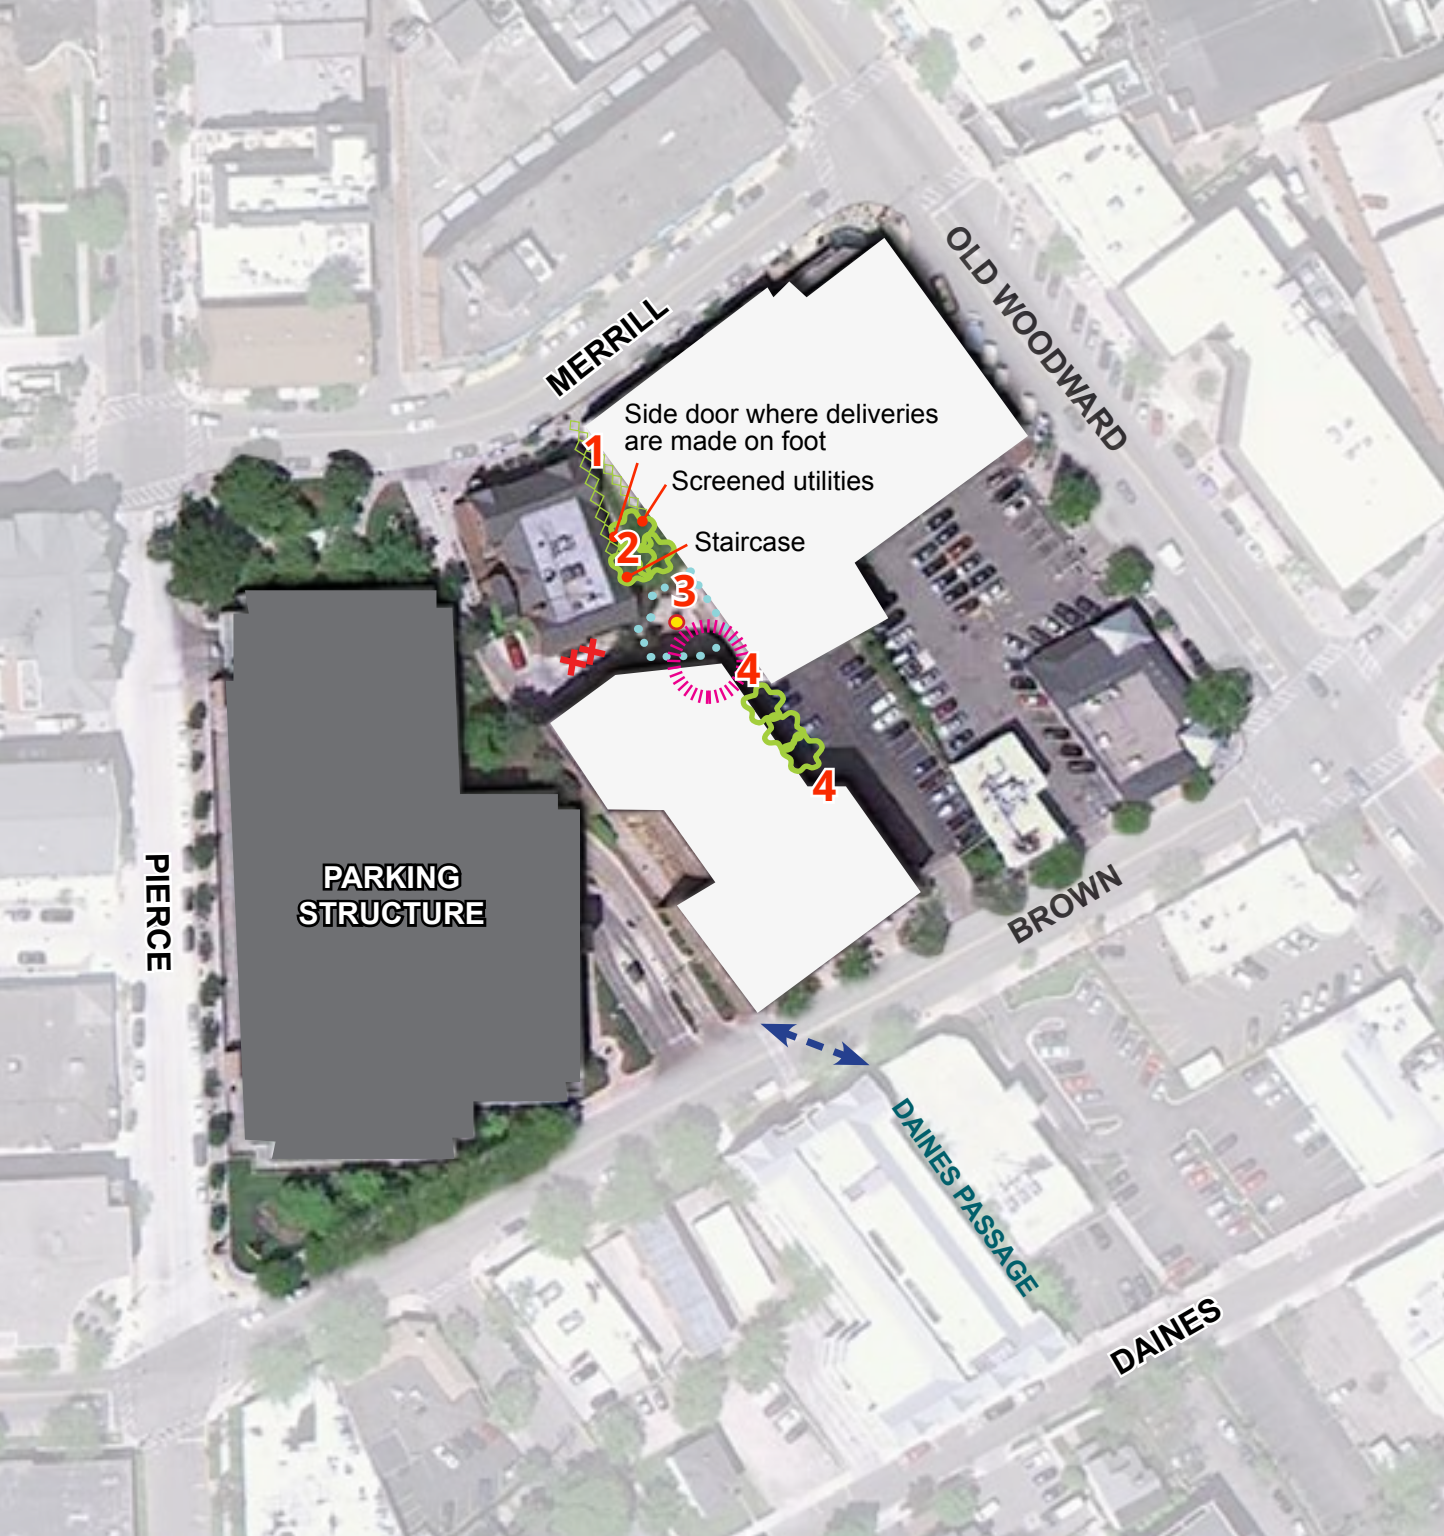 OLD WOODWARD
MERRILL
Side door where deliveries
are made on foot
1
Screened utilities
2
Staircase
3
4
4
PARKING
STRUCTURE
PIERCE
BROWN
DAINES PASSAGE
DAINES